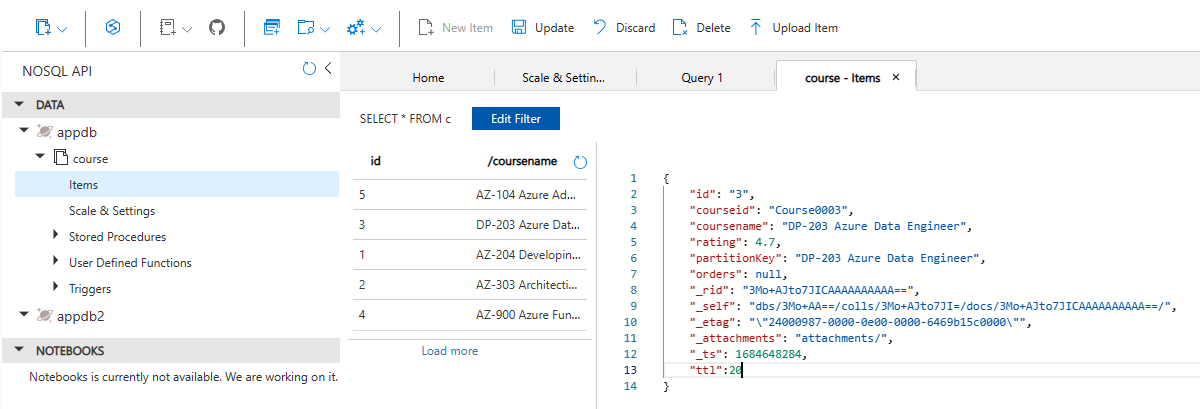 New Item
Update
Discard
Delete
Upload Item
NOSQL API
DATA
appdb
course
Items
Scale & Settings
Stored Procedures
User Defined Functions
Triggers
appdb2
NOTEBOOKS
Notebooks is currently not available. We are working on it.
Home
Scale & Settin...
Query 1
course - Items
SELECT * FROM c
Edit Filter
id /coursename
5 AZ-104 Azure Ad...
3 DP-203 Azure Dat...
1 AZ-204 Developin...
2 AZ-303 Architecti...
4 AZ-900 Azure Fun...
Load more
1 {
2 "id": "3",
3 "courseid": "Course0003",
4 "coursename": "DP-203 Azure Data Engineer",
5 "rating": 4.7,
6 "partitionKey": "DP-203 Azure Data Engineer",
7 "orders": null,
8 "_rid": "3Mo+AJto7JICAAAAAAAAAA==",
9 "_self": "dbs/3Mo+AA==/colls/3Mo+AJto7JI=/docs/3Mo+AJto7JICAAAAAAAAAA==/",
10 "_etag": "\"24000987-0000-0e00-0000-6469b15c0000\"",
11 "_attachments": "attachments/",
12 "_ts": 1684648284,
13 "ttl":20
14 }